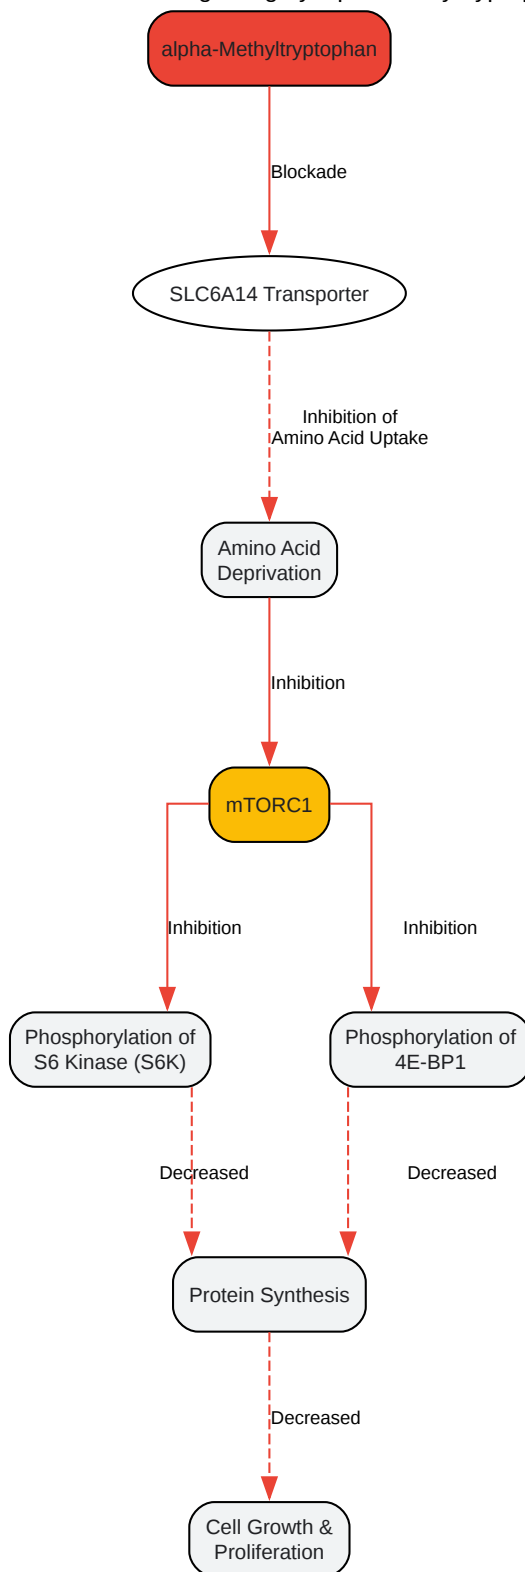 alpha-Methyltryptophan
Blockade
SLC6A14 Transporter
Inhibition of
Amino Acid Uptake
Amino Acid
Deprivation
Inhibition
mTORC1
Inhibition
Inhibition
Phosphorylation of
S6 Kinase (S6K)
Phosphorylation of
4E-BP1
Decreased
Decreased
Protein Synthesis
Decreased
Cell Growth &
Proliferation